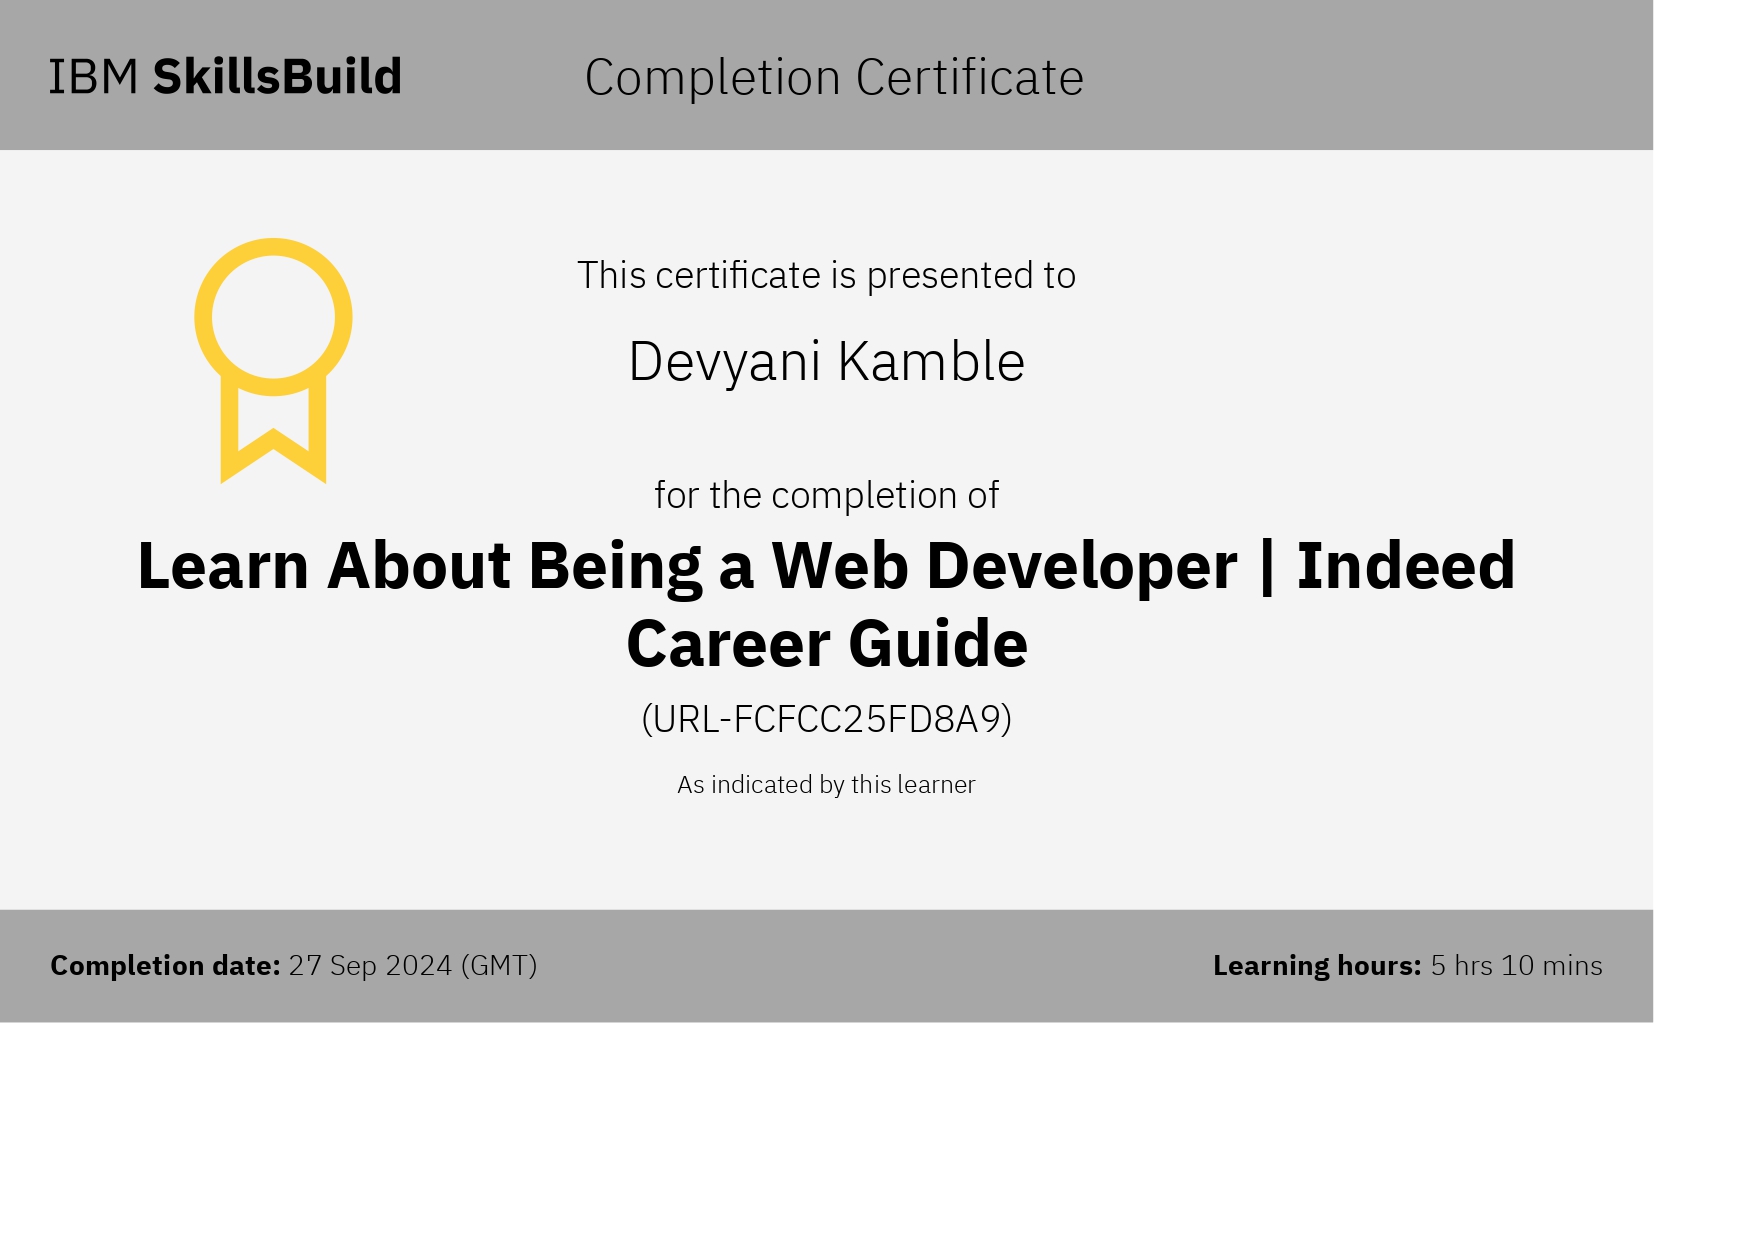 IBM SkillsBuild
Completion Certificate
This certificate is presented to
Devyani Kamble
for the completion of
Learn About Being a Web Developer | Indeed
Career Guide
(URL-FCFCC25FD8A9)
As indicated by this learner
Completion date: 27 Sep 2024 (GMT)
Learning hours: 5 hrs 10 mins